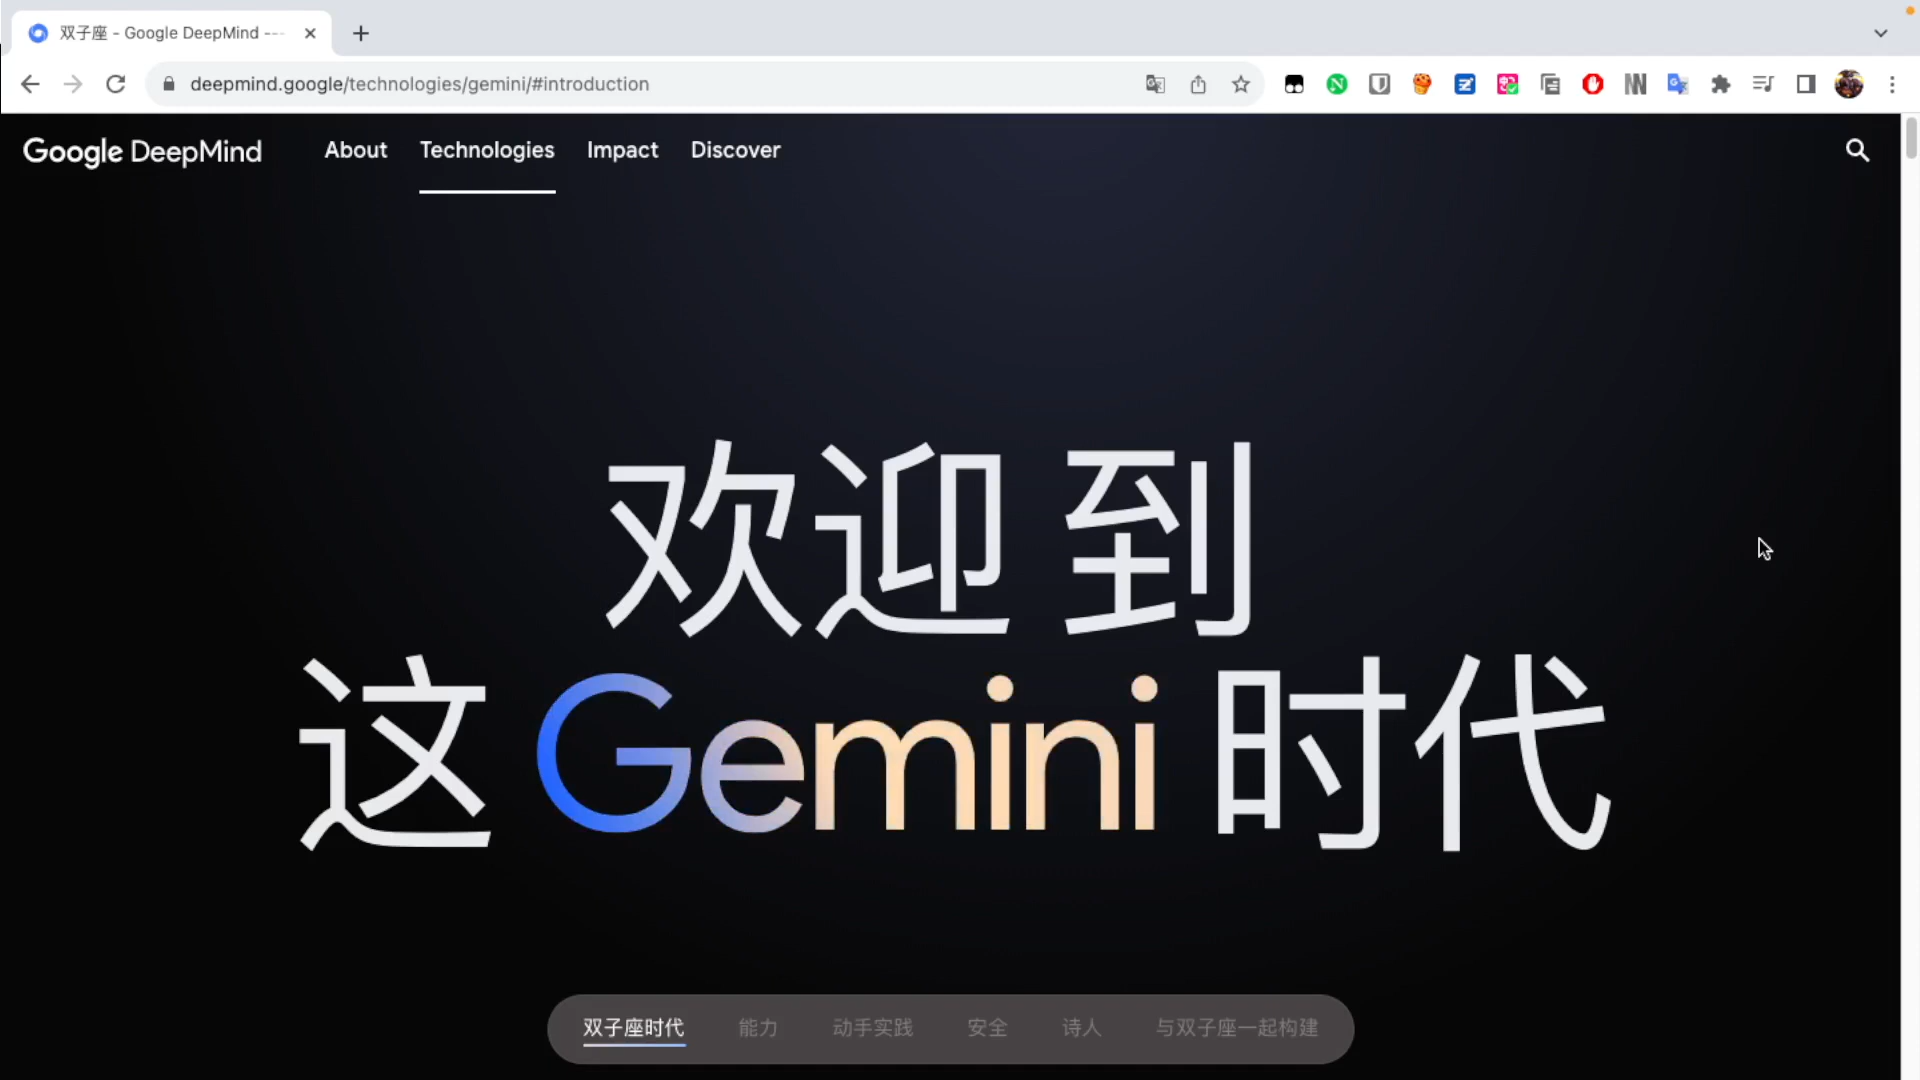 双子座 - Google DeepMind ---
deepmind.google/technologies/gemini/#introduction
Google DeepMind
About
Technologies
Impact
Discover
欢迎 到
这 Gemini 时代
双子座时代
能力
动手实践
安全
诗人
与双子座一起构建